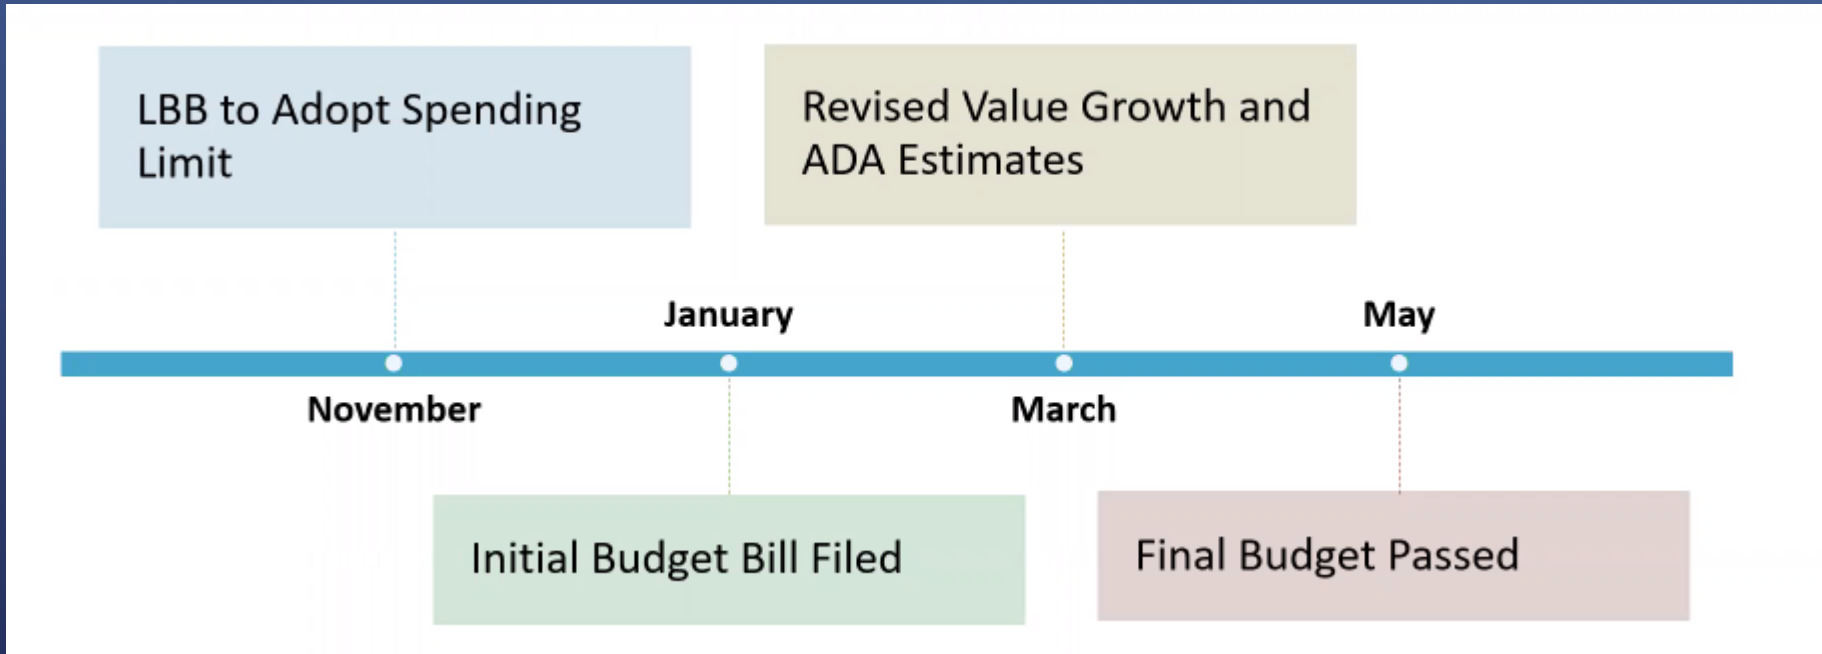 LBB to Adopt Spending
Limit
Revised Value Growth and
ADA Estimates
January
May
November
March
Initial Budget Bill Filed
Final Budget Passed